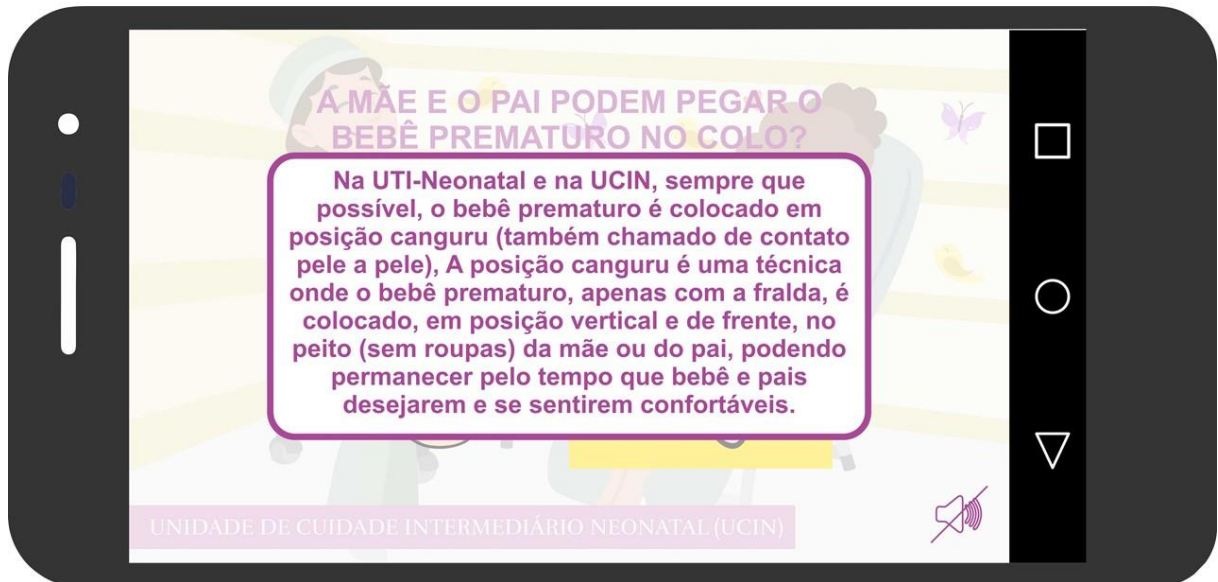 A MÃE E O PAI PODEM PEGAR O
BEBÊ PREMATURO NO COLO?
Na UTI-Neonatal e na UCIN, sempre que
possível, o bebê prematuro é colocado em
posição canguru (também chamado de contato
pele a pele), A posição canguru é uma técnica
onde o bebê prematuro, apenas com a fralda, é
colocado, em posição vertical e de frente, no
peito (sem roupas) da mãe ou do pai, podendo
permanecer pelo tempo que bebê e pais
desejarem e se sentirem confortáveis.
UNIDADE DE CUIDADE INTERMEDIÁRIO NEONATAL (UCIN)